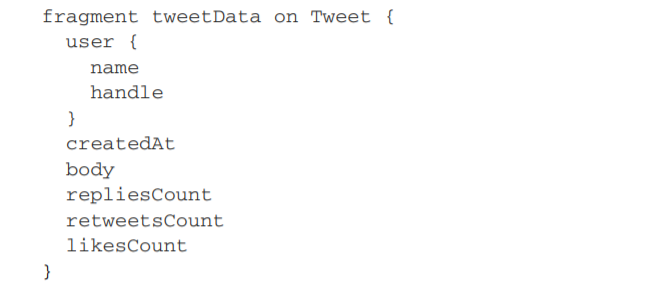 fragment tweetData on Tweet {
  user {
    name
    handle
  }
  createdAt
  body
  repliesCount
  retweetsCount
  likesCount
}